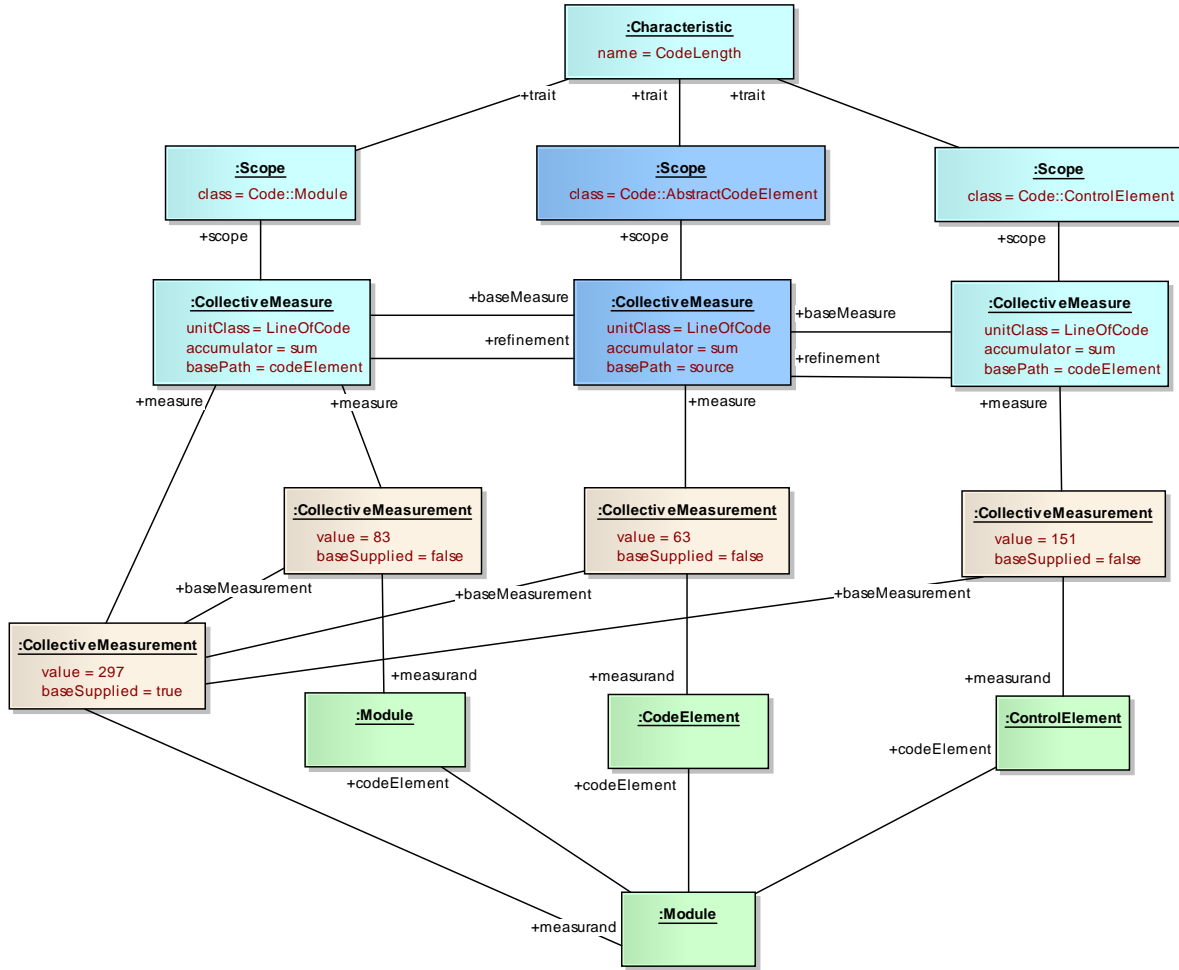 :Characteristic
name = CodeLength
+trait
+trait
+trait
:Scope
class = Code::Module
:Scope
class = Code::AbstractCodeElement
:Scope
class = Code::ControlElement
+scope
+scope
+scope
:CollectiveMeasure
unitClass = LineOfCode
accumulator = sum
basePath = codeElement
+baseMeasure
+refinement
:CollectiveMeasure
unitClass = LineOfCode
accumulator = sum
basePath = source
+baseMeasure
+refinement
:CollectiveMeasure
unitClass = LineOfCode
accumulator = sum
basePath = codeElement
+measure
+measure
+measure
+measure
:CollectiveMeasurement
value = 83
baseSupplied = false
:CollectiveMeasurement
value = 63
baseSupplied = false
:CollectiveMeasurement
value = 151
baseSupplied = false
+baseMeasurement
+baseMeasurement
+baseMeasurement
:CollectiveMeasurement
value = 297
baseSupplied = true
+measurand
+measurand
+measurand
:Module
:CodeElement
:ControlElement
+codeElement
+codeElement
+codeElement
:Module
+measurand